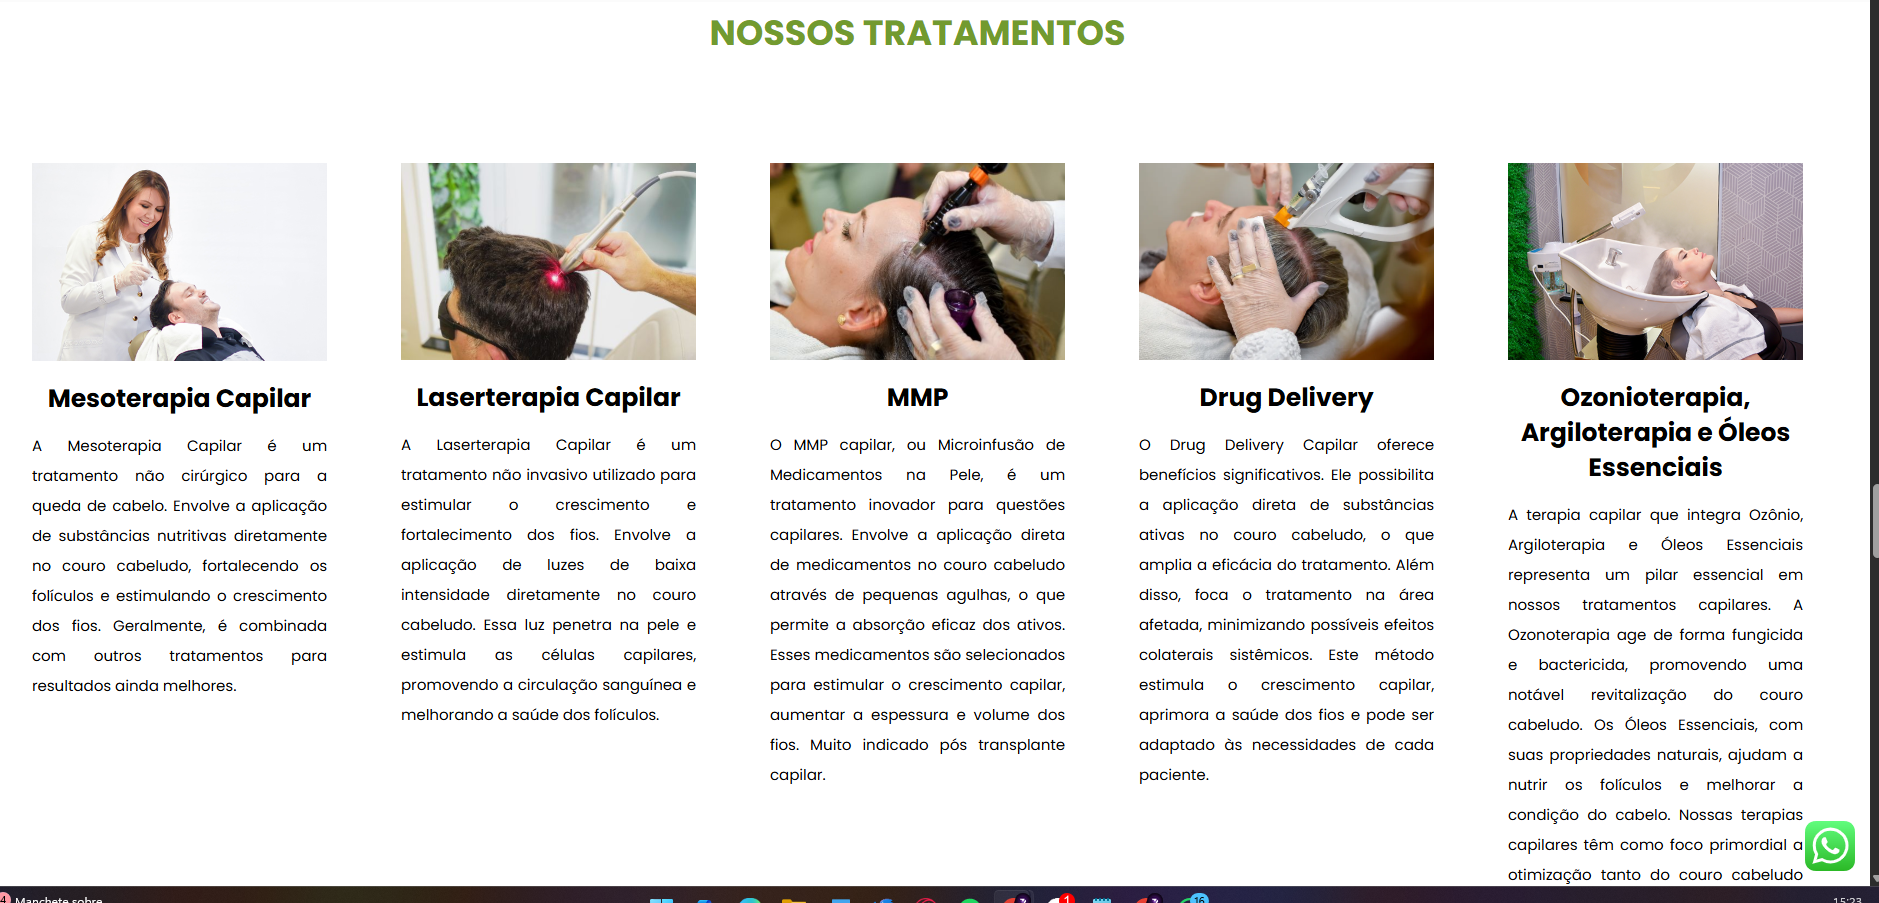 NOSSOS TRATAMENTOS
Mesoterapia Capilar
A Mesoterapia Capilar é um
tratamento não cirúrgico para a
queda de cabelo. Envolve a aplicação
de substâncias nutritivas diretamente
no couro cabeludo, fortalecendo os
folículos e estimulando o crescimento
dos fios. Geralmente, é combinada
com outros tratamentos para
resultados ainda melhores.
Laserterapia Capilar
A Laserterapia Capilar é um
tratamento não invasivo utilizado para
estimular o crescimento e
fortalecimento dos fios. Envolve a
aplicação de luzes de baixa
intensidade diretamente no couro
cabeludo. Essa luz penetra na pele e
estimula as células capilares,
promovendo a circulação sanguínea e
melhorando a saúde dos folículos.
MMP
O MMP capilar, ou Microinfusão de
Medicamentos na Pele, é um
tratamento inovador para questões
capilares. Envolve a aplicação direta
de medicamentos no couro cabeludo
através de pequenas agulhas, o que
permite a absorção eficaz dos ativos.
Esses medicamentos são selecionados
para estimular o crescimento capilar,
aumentar a espessura e volume dos
fios. Muito indicado pós transplante
capilar.
Drug Delivery
O Drug Delivery Capilar oferece
benefícios significativos. Ele possibilita
a aplicação direta de substâncias
ativas no couro cabeludo, o que
amplia a eficácia do tratamento. Além
disso, foca o tratamento na área
afetada, minimizando possíveis efeitos
colaterais sistêmicos. Este método
estimula o crescimento capilar,
aprimora a saúde dos fios e pode ser
adaptado às necessidades de cada
paciente.
Ozonioterapia,
Argiloterapia e Óleos
Essenciais
A terapia capilar que integra Ozônio,
Argiloterapia e Óleos Essenciais
representa um pilar essencial em
nossos tratamentos capilares. A
Ozonoterapia age de forma fungicida
e bactericida, promovendo uma
notável revitalização do couro
cabeludo. Os Óleos Essenciais, com
suas propriedades naturais, ajudam a
nutrir os folículos e melhorar a
condição do cabelo. Nossas terapias
capilares têm como foco primordial a
otimização tanto do couro cabeludo
4
Manchete sobre
1
16
15:23